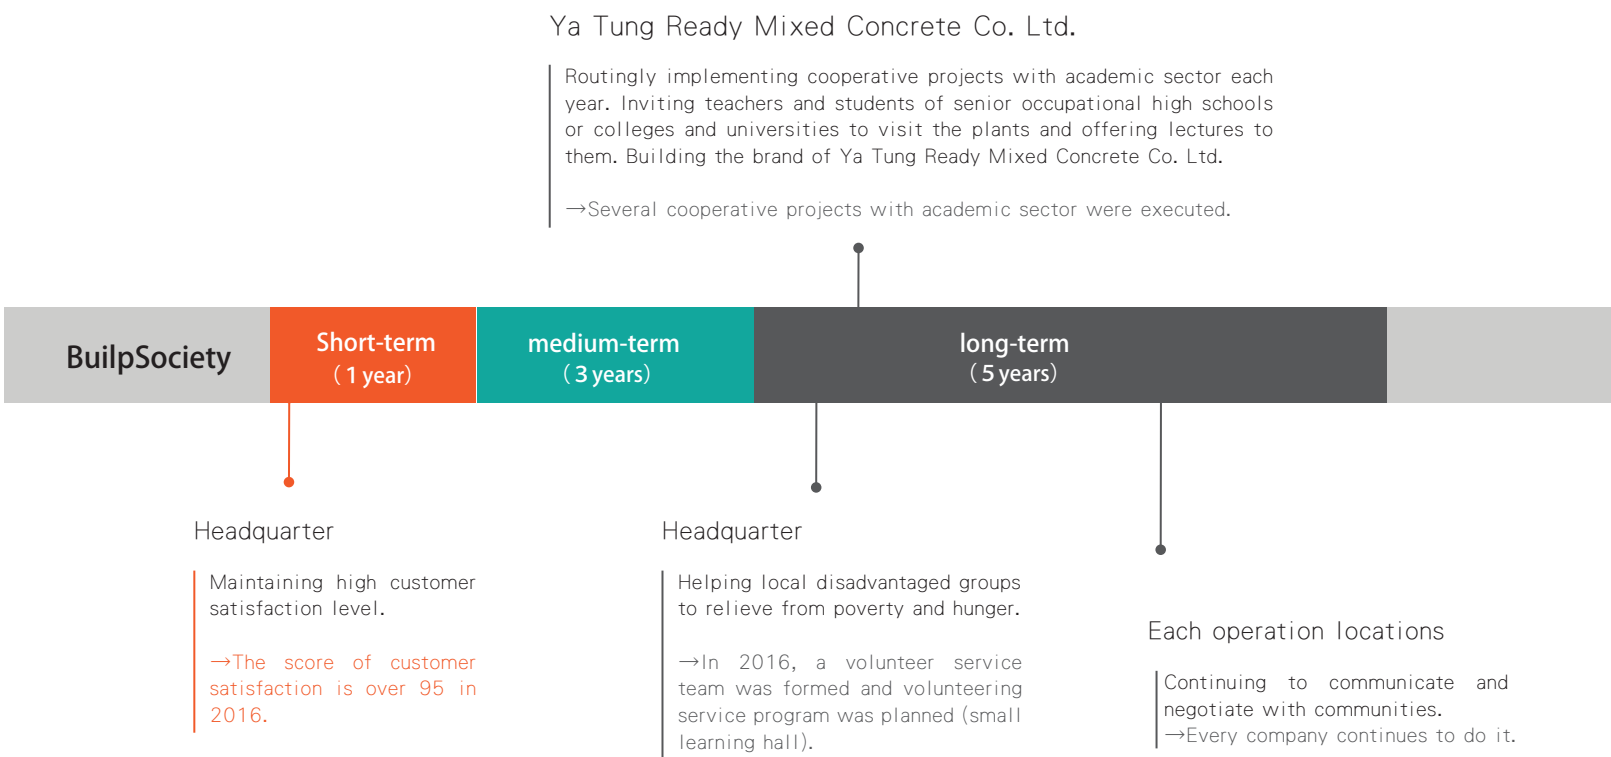 Ya Tung Ready Mixed Concrete Co. Ltd.
Routingly implementing cooperative projects with academic sector each
year. Inviting teachers and students of senior occupational high schools
or colleges and universities to visit the plants and offering lectures to
them. Building the brand of Ya Tung Ready Mixed Concrete Co. Ltd.
→Several cooperative projects with academic sector were executed.
BuilpSociety
Short-term
(1 year)
medium-term
(3 years)
long-term
(5 years)
Headquarter
Maintaining high customer
satisfaction level.
→The score of customer
satisfaction is over 95 in
2016.
Headquarter
Helping local disadvantaged groups
to relieve from poverty and hunger.
→In 2016, a volunteer service
team was formed and volunteering
service program was planned (small
learning hall).
Each operation locations
Continuing to communicate and
negotiate with communities.
→Every company continues to do it.